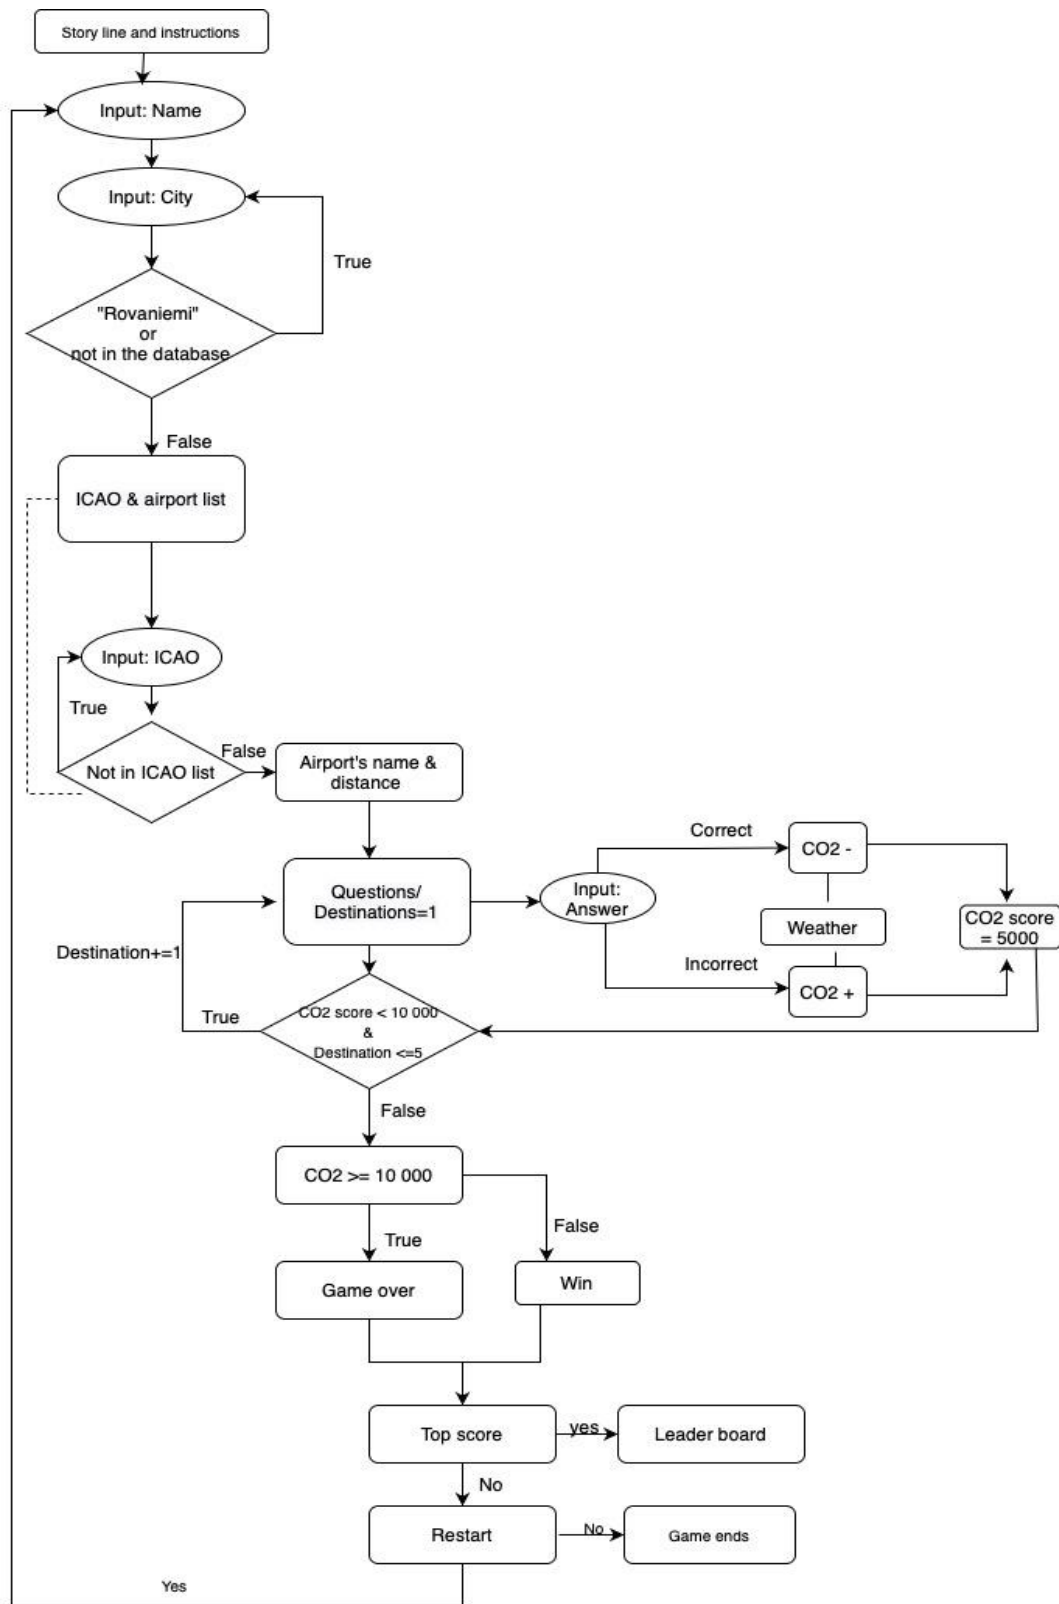 Story line and instructions
Input: Name
Input: City
True
"Rovaniemi"
or
not in the database
False
ICAO & airport list
Input: ICAO
True
Not in ICAO list
False
Airport's name &
distance
Questions/
Destinations=1
Input:
Answer
Correct
CO2 -
Weather
Incorrect
CO2 +
CO2 score
= 5000
Destination+=1
True
CO2 score < 10 000
&
Destination <=5
False
CO2 >= 10 000
True
False
Game over
Win
Top score
yes
Leader board
No
Restart
No
Game ends
Yes